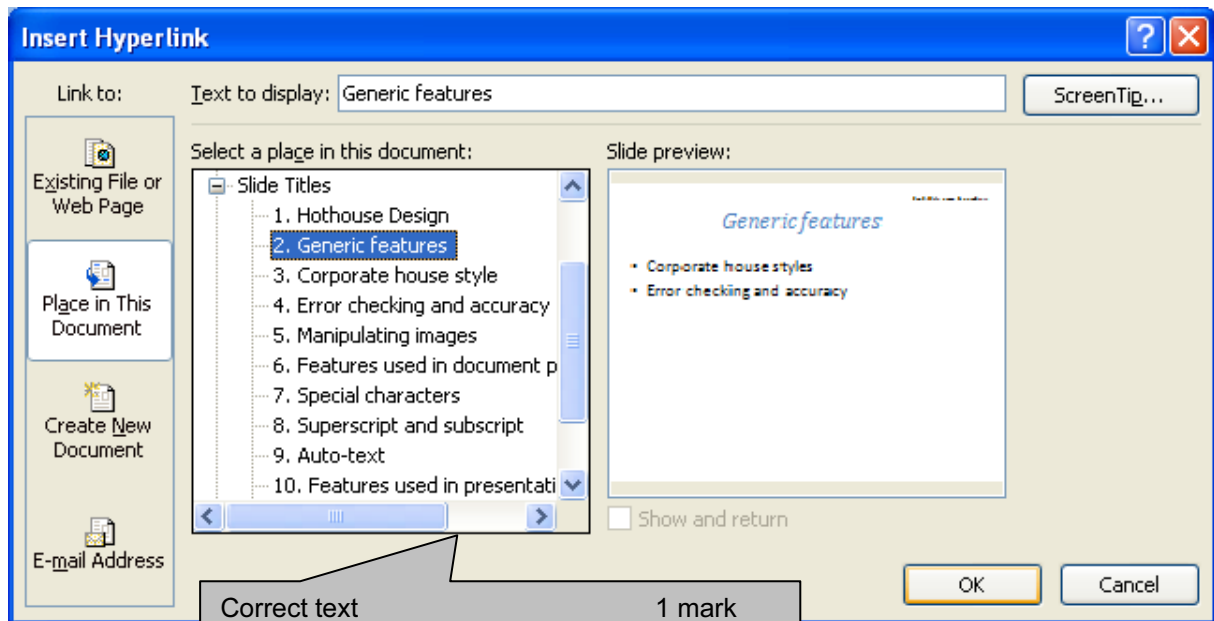 Insert Hyperlink
Link to:
Text to display: Generic features
ScreenTip...
Existing File or
Web Page
Place in This
Document
Create New
Document
E-mail Address
Select a place in this document:
Slide Titles
1. Hothouse Design
2. Generic features
3. Corporate house style
4. Error checking and accuracy
5. Manipulating images
6. Features used in document p
7. Special characters
8. Superscript and subscript
9. Auto-text
10. Features used in presentati
Slide preview:
Generic features
• Corporate house styles
• Error checkiing and accuracy
Show and return
OK
Cancel
Correct text 1 mark